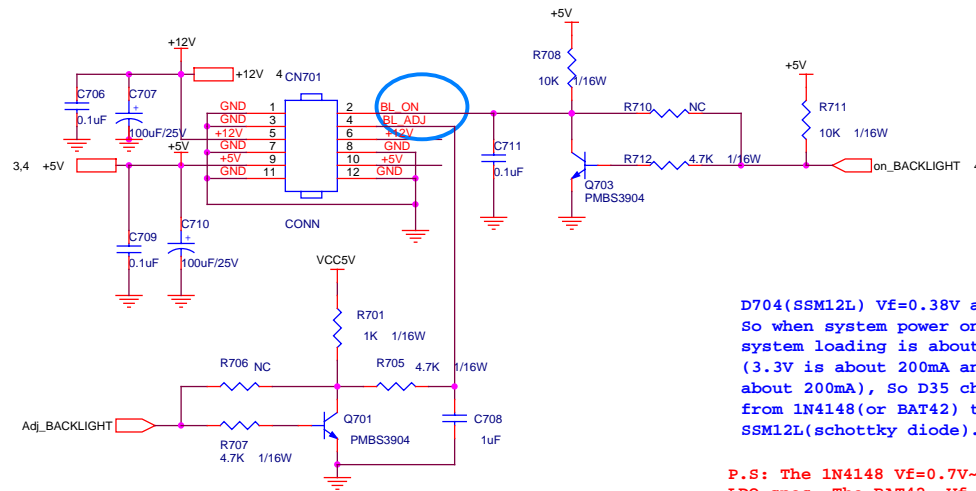 +5V
+12V
R708
10K 1/16W
+5V
+12V
4 CN701
C706
0.1uF
C707
+
100uF/25V
GND 1 2 BL_ON
GND 3 4 BL_ADJ
+12V 5 6 +12V
GND 7 8 GND
+5V 9 10 +5V
GND 11 12 GND
CONN
R710 NC
R711
10K 1/16W
C711
0.1uF
R712 4.7K 1/16W
on_BACKLIGHT
Q703
PMBS3904
3,4 +5V
+5V
C709
0.1uF
C710
+
100uF/25V
VCC5V
R701
1K 1/16W
R706 NC
R705 4.7K 1/16W
Adj_BACKLIGHT
R707
4.7K 1/16W
Q701
PMBS3904
C708
1uF
D704(SSM12L) Vf=0.38V a
So when system power on
system loading is about
(3.3V is about 200mA an
about 200mA), So D35 ch
from 1N4148(or BAT42) t
SSM12L(schottky diode).
P.S: The 1N4148 Vf=0.7V~